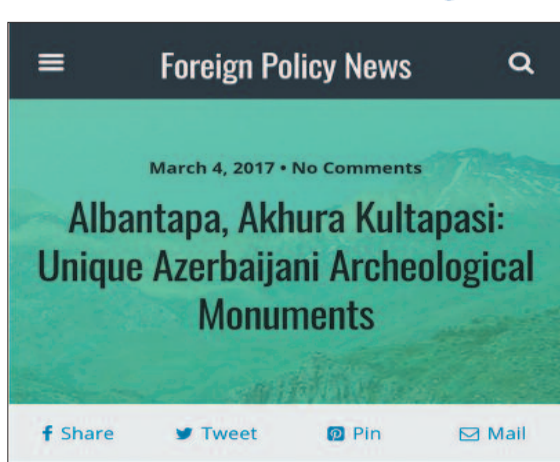 Foreign Policy News
March 4, 2017 • No Comments
Albantapa, Akhura Kultapasi:
Unique Azerbaijani Archeological
Monuments
Share Tweet Pin Mail